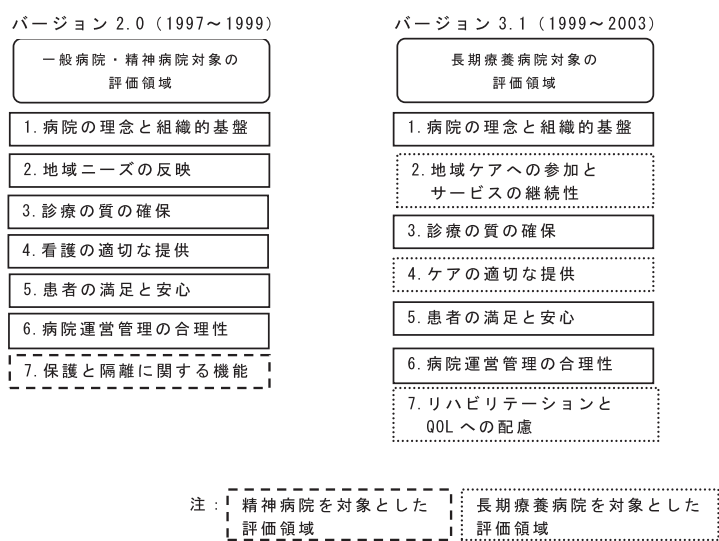 バージョン 2.0（1997～1999）
一般病院・精神病院対象の
評価領域
1. 病院の理念と組織的基盤
2. 地域ニーズの反映
3. 診療の質の確保
4. 看護の適切な提供
5. 患者の満足と安心
6. 病院運営管理の合理性
7. 保護と隔離に関する機能
バージョン 3.1（1999～2003）
長期療養病院対象の
評価領域
1. 病院の理念と組織的基盤
2. 地域ケアへの参加と
サービスの継続性
3. 診療の質の確保
4. ケアの適切な提供
5. 患者の満足と安心
6. 病院運営管理の合理性
7. リハビリテーションと
QOL への配慮
注：
精神病院を対象とした
評価領域
長期療養病院を対象とした
評価領域